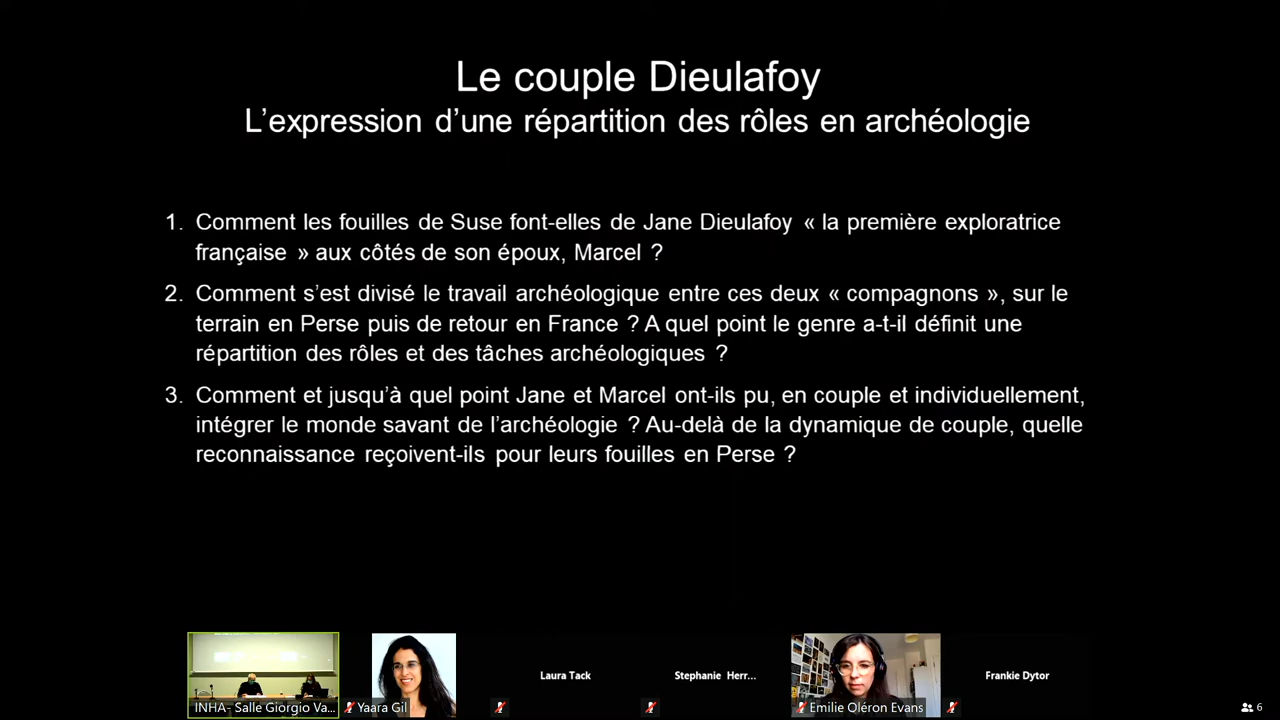 Le couple Dieulafoy
L’expression d’une répartition des rôles en archéologie
1. Comment les fouilles de Suse font-elles de Jane Dieulafoy « la première exploratrice
française » aux côtés de son époux, Marcel ?
2. Comment s’est divisé le travail archéologique entre ces deux « compagnons », sur le
terrain en Perse puis de retour en France ? A quel point le genre a-t-il définit une
répartition des rôles et des tâches archéologiques ?
3. Comment et jusqu’à quel point Jane et Marcel ont-ils pu, en couple et individuellement,
intégrer le monde savant de l’archéologie ? Au-delà de la dynamique de couple, quelle
reconnaissance reçoivent-ils pour leurs fouilles en Perse ?
Laura Tack
Stephanie Herr...
Frankie Dytor
INHA- Salle Giorgio Va...
Yaara Gil
Emilie Oléron Evans
6